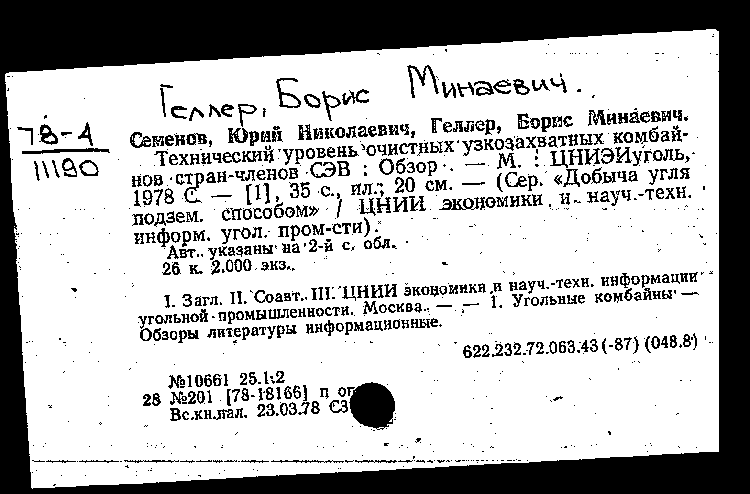 Геллер, Борис Минаевич.
78-4
11190
Семенов, Юрий Николаевич, Геллер, Борис Минаевич.
Технический уровень очистных узкозахватных комбай-
нов стран-членов СЭВ : Обзор. — М. : ЦНИЭИуголь,
1978 С. — [1], 35 с., ил.; 20 см. — (Сер. «Добыча угля
подзем. способом» / ЦНИИ экономики и науч.-техн.
информ. угол. пром-сти).
Авт. указаны на 2-й с. обл.
26 к. 2.000 экз.
I. Загл. II. Соавт. III. ЦНИИ экономики и науч.-техн. информации
угольной промышленности. Москва. — — 1. Угольные комбайны —
Обзоры литературы информационные.
622.232.72.063.43(-87) (048.8)
№10661 25.1.2
28 №201 [78-18166] п
Вс.кн.пал. 23.03.78